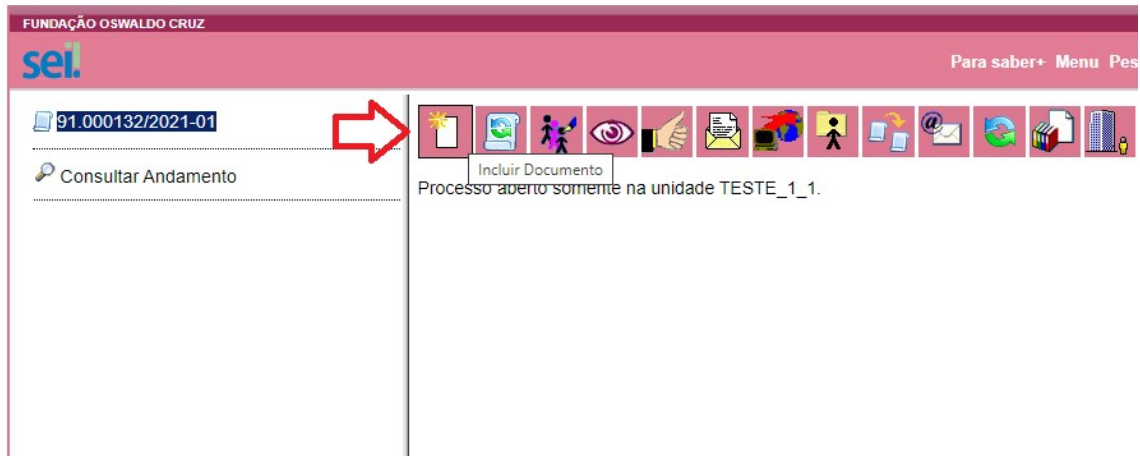 FUNDAÇÃO OSWALDO CRUZ
sei!
Para saber+ Menu Pes
91.000132/2021-01
Consultar Andamento
Incluir Documento
Processo aberto somente na unidade TESTE_1_1.